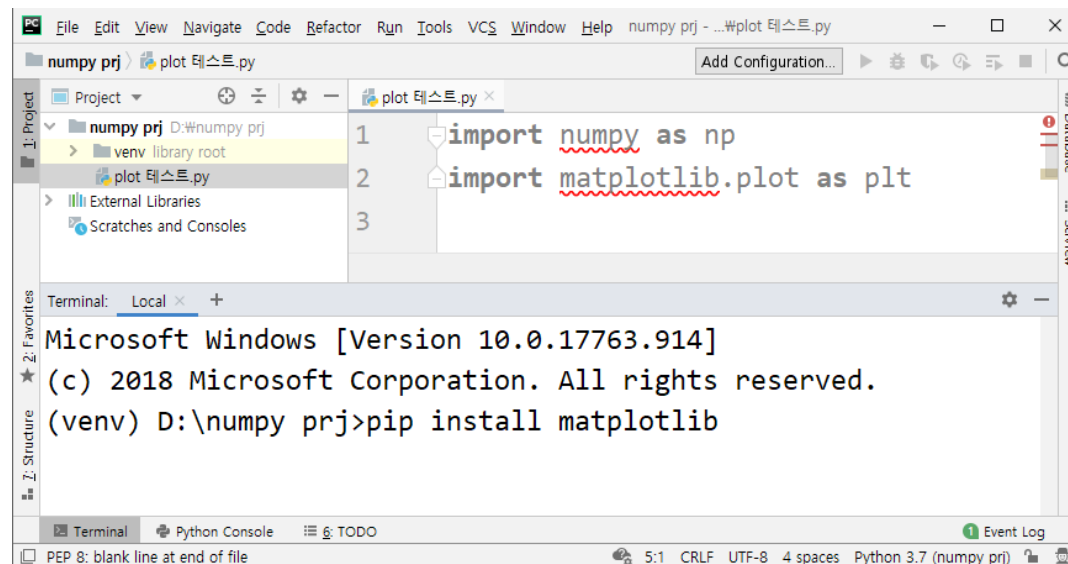 PC File Edit View Navigate Code Refactor Run Tools VCS Window Help numpy prj - ...₩plot 테스트.py
numpy prj plot 테스트.py Add Configuration...
1: Project
Project
plot 테스트.py
numpy prj D:₩numpy prj
venv library root
plot 테스트.py
External Libraries
Scratches and Consoles
1 import numpy as np
2 import matplotlib.plot as plt
3
Database
2: Favorites
7: Structure
Terminal: Local +
Microsoft Windows [Version 10.0.17763.914]
(c) 2018 Microsoft Corporation. All rights reserved.
(venv) D:\numpy prj>pip install matplotlib
Terminal Python Console 6: TODO 1 Event Log
PEP 8: blank line at end of file 5:1 CRLF UTF-8 4 spaces Python 3.7 (numpy prj)